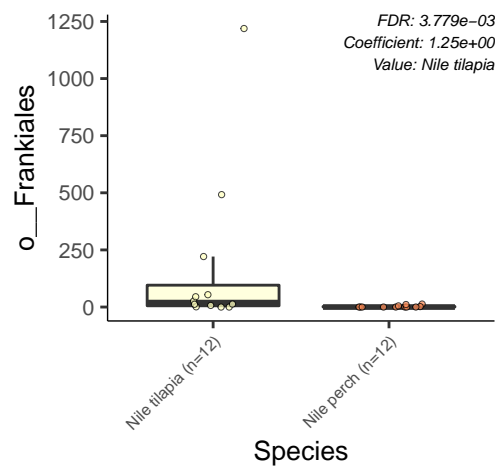 FDR: 3.779e−03
Coefficient: 1.25e+00
Value: Nile tilapia
1250
1000
750
500
250
0
o__Frankiales
Nile tilapia (n=12)
Nile perch (n=12)
Species